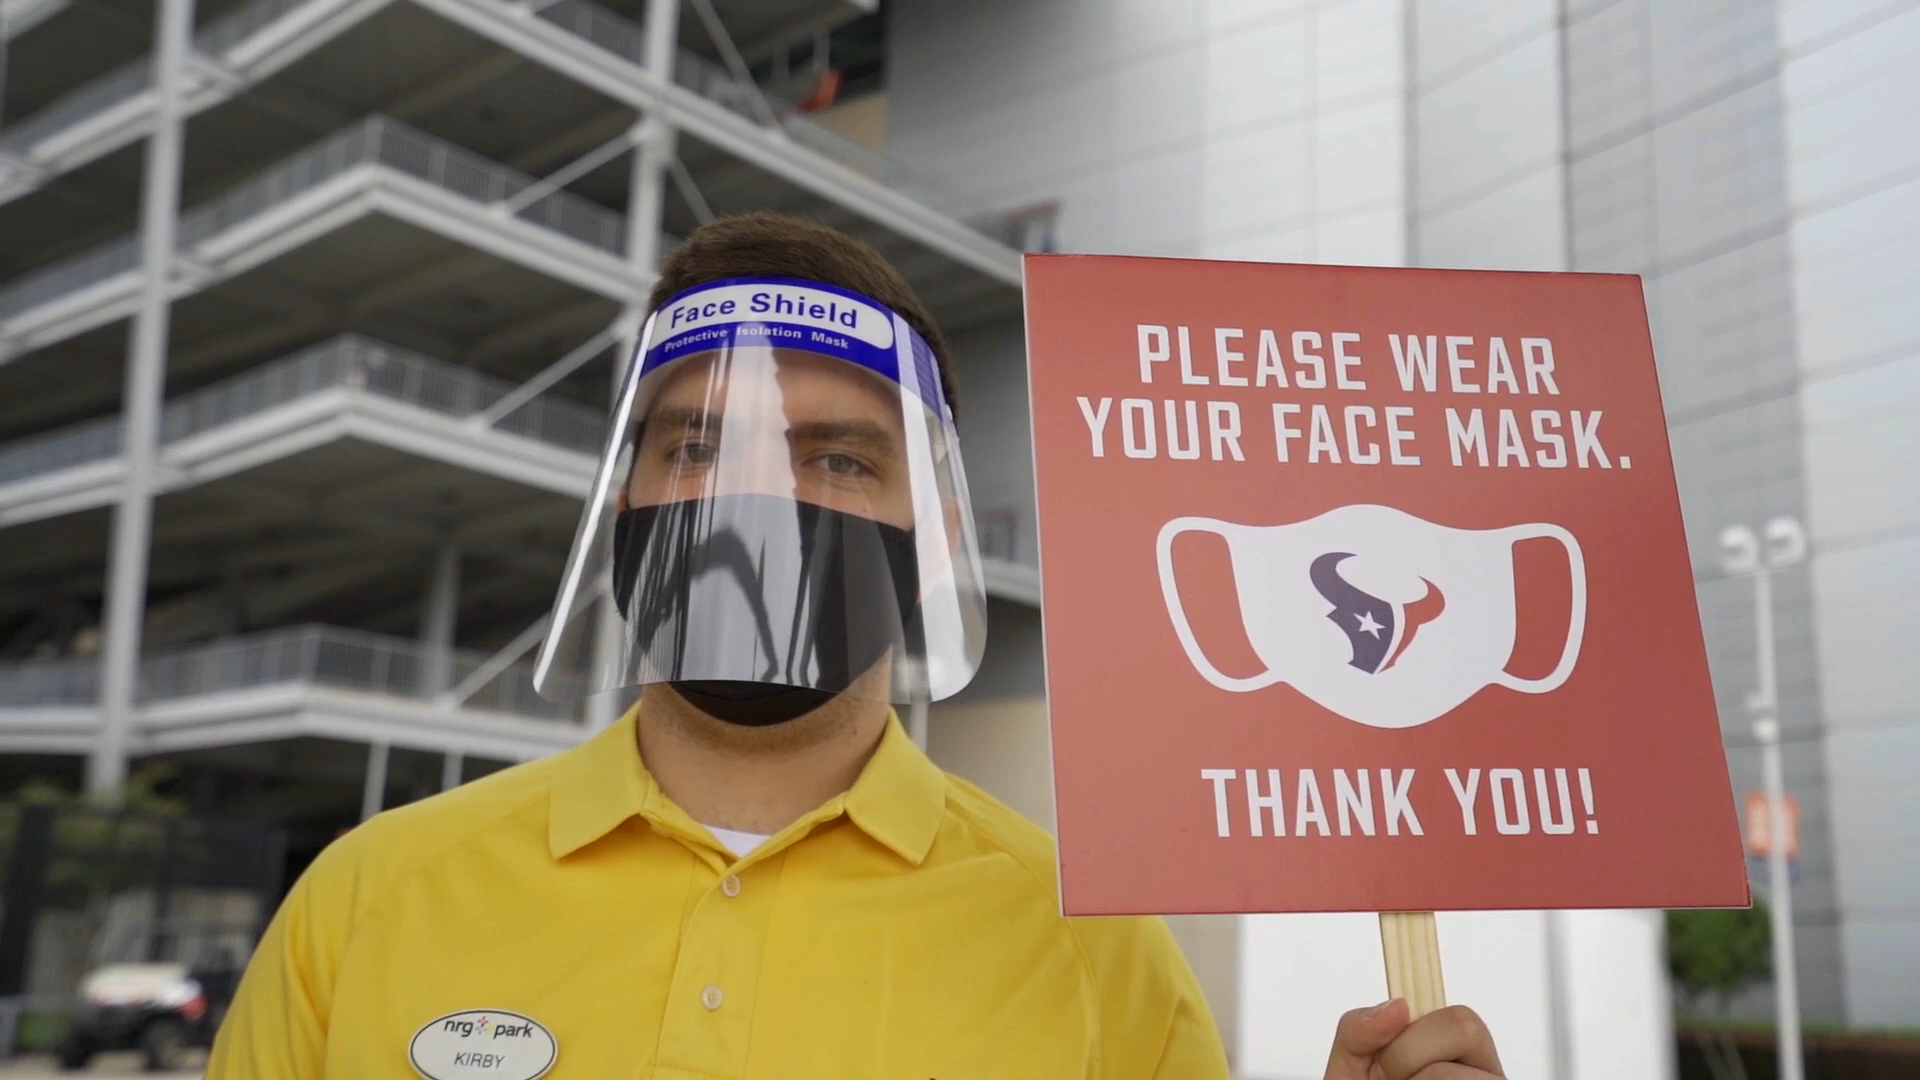 Face Shield
Protective Isolation Mask
PLEASE WEAR
YOUR FACE MASK.
THANK YOU!
nrg park
KIRBY